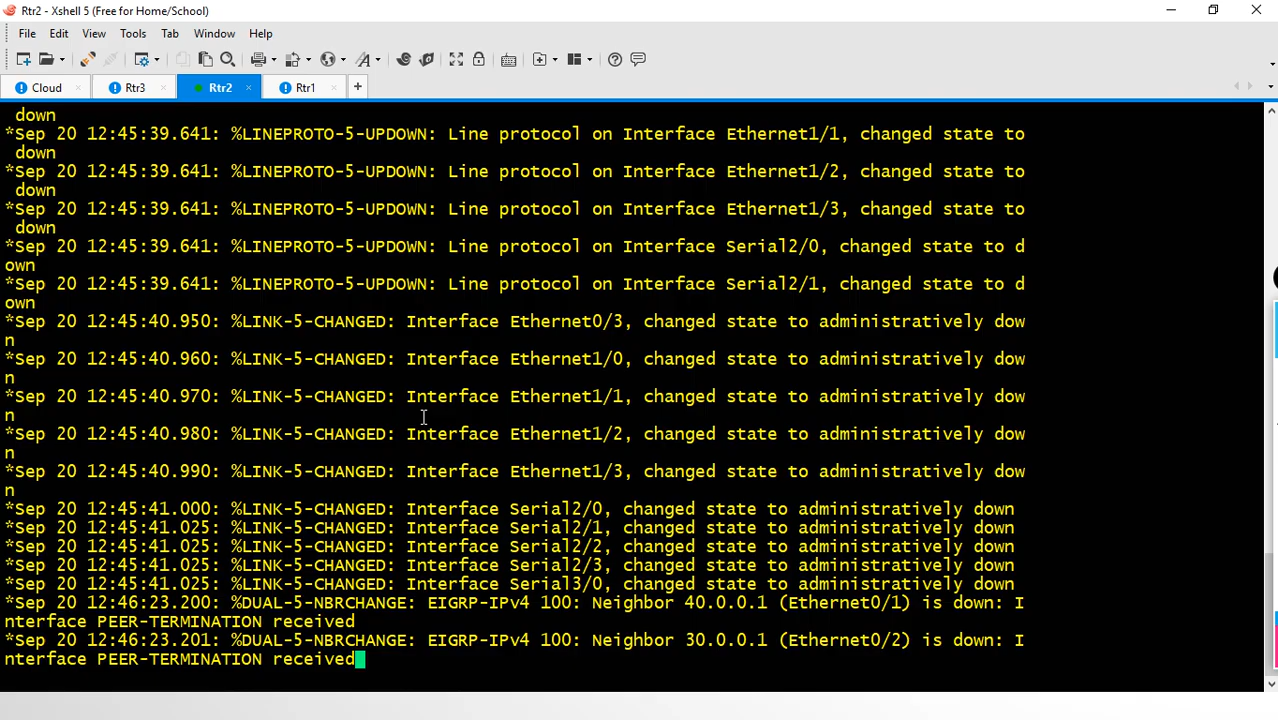 Rtr2 - Xshell 5 (Free for Home/School)
File Edit View Tools Tab Window Help
Cloud Rtr3 Rtr2 Rtr1
down
*Sep 20 12:45:39.641: %LINEPROTO-5-UPDOWN: Line protocol on Interface Ethernet1/1, changed state to
down
*Sep 20 12:45:39.641: %LINEPROTO-5-UPDOWN: Line protocol on Interface Ethernet1/2, changed state to
down
*Sep 20 12:45:39.641: %LINEPROTO-5-UPDOWN: Line protocol on Interface Ethernet1/3, changed state to
down
*Sep 20 12:45:39.641: %LINEPROTO-5-UPDOWN: Line protocol on Interface Serial2/0, changed state to d
own
*Sep 20 12:45:39.641: %LINEPROTO-5-UPDOWN: Line protocol on Interface Serial2/1, changed state to d
own
*Sep 20 12:45:40.950: %LINK-5-CHANGED: Interface Ethernet0/3, changed state to administratively dow
n
*Sep 20 12:45:40.960: %LINK-5-CHANGED: Interface Ethernet1/0, changed state to administratively dow
n
*Sep 20 12:45:40.970: %LINK-5-CHANGED: Interface Ethernet1/1, changed state to administratively dow
n
*Sep 20 12:45:40.980: %LINK-5-CHANGED: Interface Ethernet1/2, changed state to administratively dow
n
*Sep 20 12:45:40.990: %LINK-5-CHANGED: Interface Ethernet1/3, changed state to administratively dow
n
*Sep 20 12:45:41.000: %LINK-5-CHANGED: Interface Serial2/0, changed state to administratively down
*Sep 20 12:45:41.025: %LINK-5-CHANGED: Interface Serial2/1, changed state to administratively down
*Sep 20 12:45:41.025: %LINK-5-CHANGED: Interface Serial2/2, changed state to administratively down
*Sep 20 12:45:41.025: %LINK-5-CHANGED: Interface Serial2/3, changed state to administratively down
*Sep 20 12:45:41.025: %LINK-5-CHANGED: Interface Serial3/0, changed state to administratively down
*Sep 20 12:46:23.200: %DUAL-5-NBRCHANGE: EIGRP-IPv4 100: Neighbor 40.0.0.1 (Ethernet0/1) is down: I
nterface PEER-TERMINATION received
*Sep 20 12:46:23.201: %DUAL-5-NBRCHANGE: EIGRP-IPv4 100: Neighbor 30.0.0.1 (Ethernet0/2) is down: I
nterface PEER-TERMINATION received